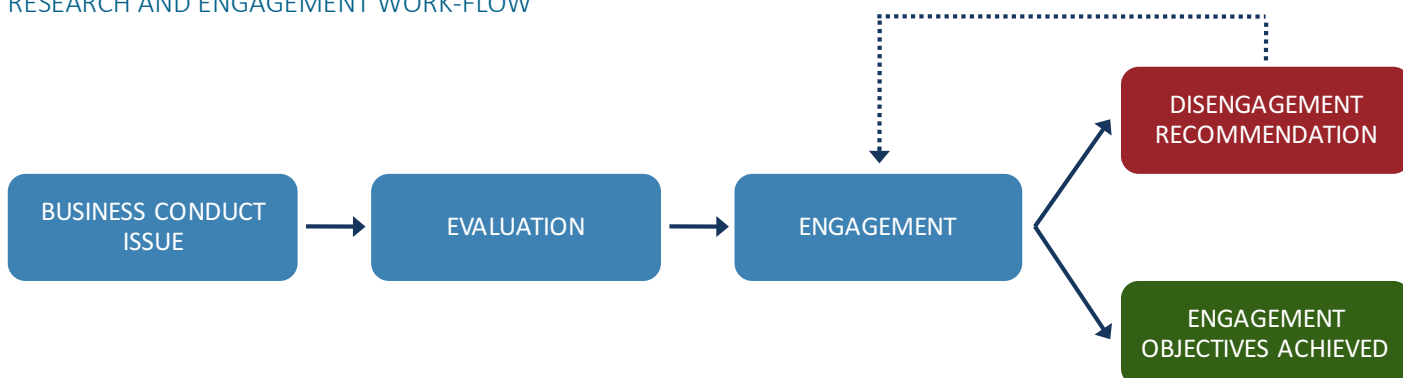 RESEARCH AND ENGAGEMENT WORK-FLOW
DISENGAGEMENT
RECOMMENDATION
BUSINESS CONDUCT
ISSUE
EVALUATION
ENGAGEMENT
ENGAGEMENT
OBJECTIVES ACHIEVED